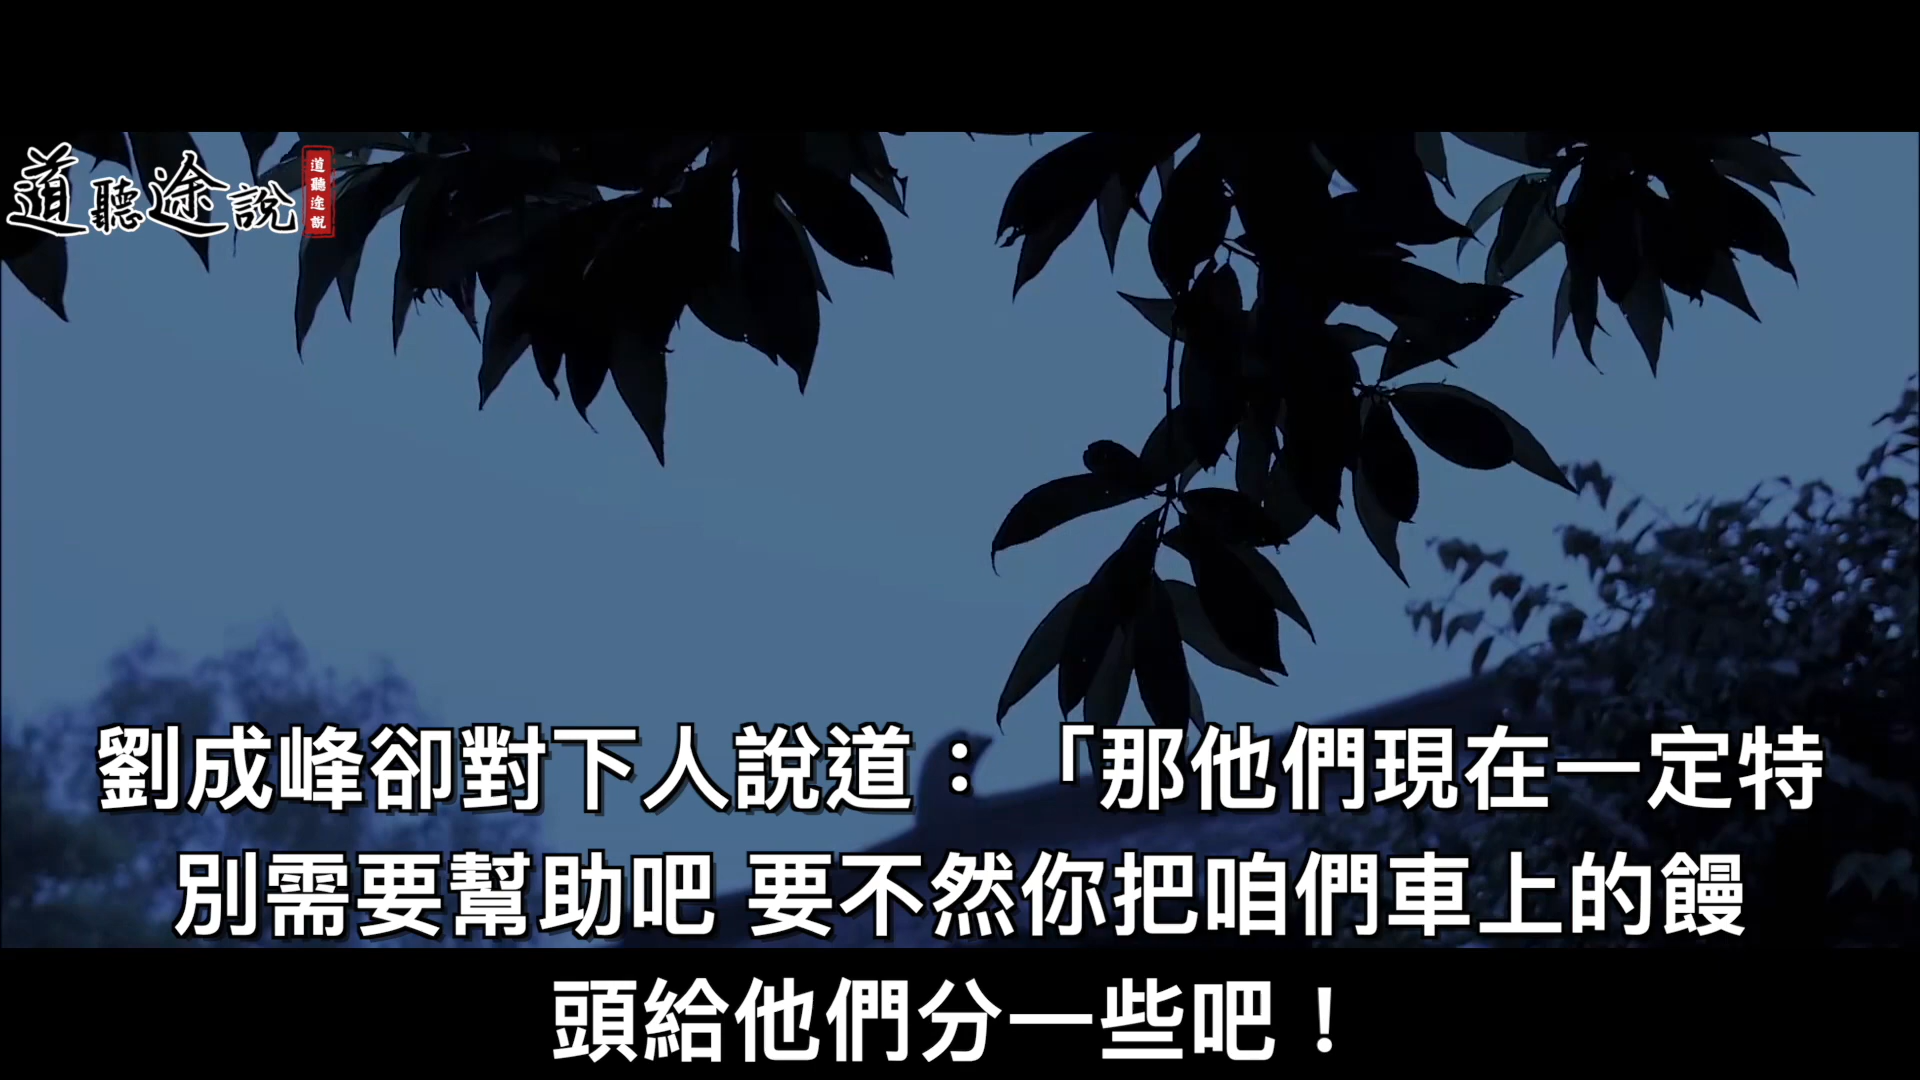 道聽途說
道聽途說
劉成峰卻對下人說道：「那他們現在一定特
別需要幫助吧 要不然你把咱們車上的饅
頭給他們分一些吧！